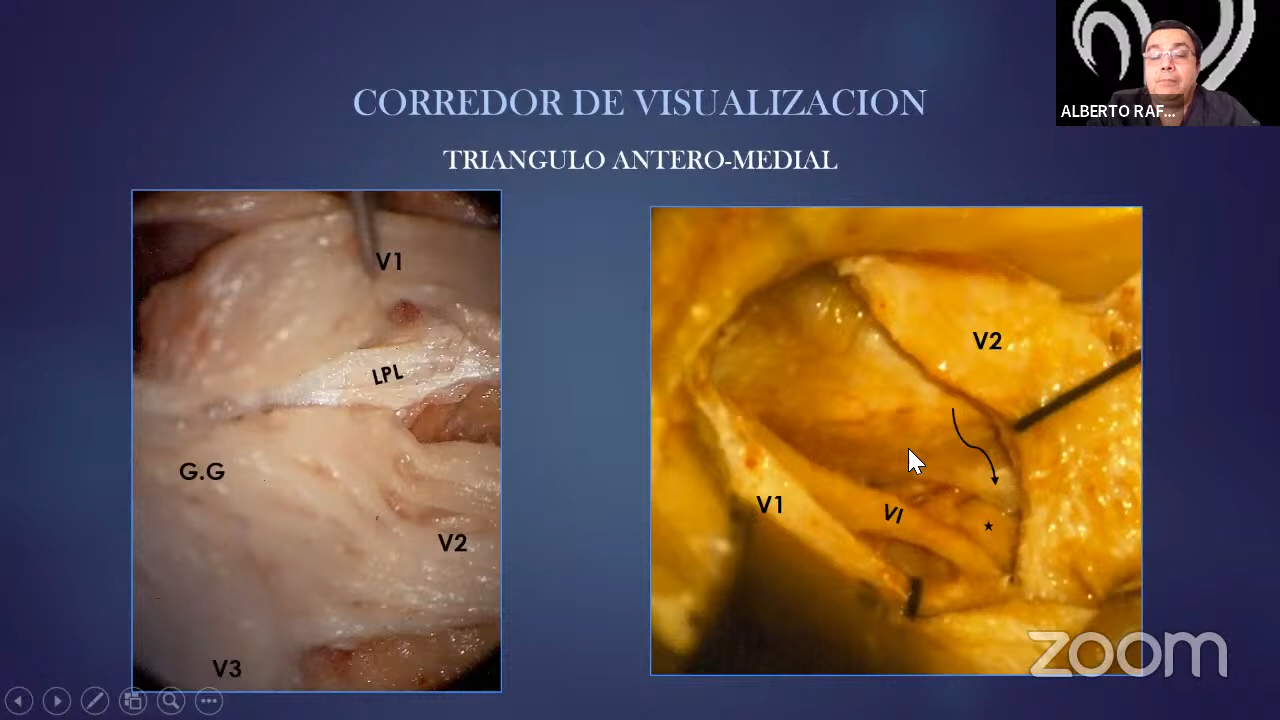 ALBERTO RAF...
CORREDOR DE VISUALIZACION
TRIANGULO ANTERO-MEDIAL
V1
LPL
G.G
V2
V3
V2
V1
VI
zoom